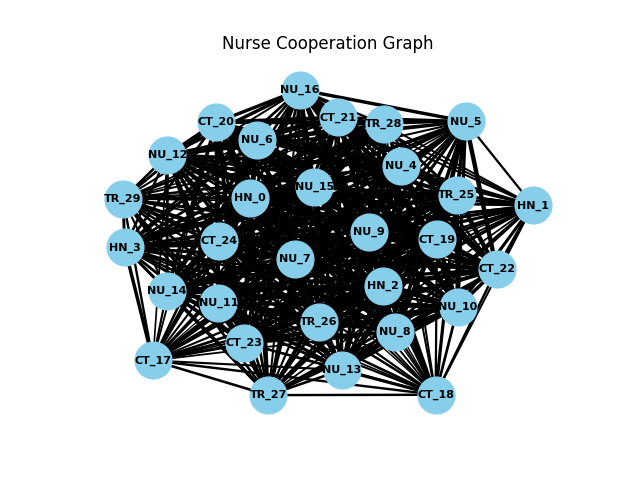 Nurse Cooperation Graph
NU_16
CT_21
CT_20
NU_5
TR_28
NU_6
NU_12
NU_4
NU_15
TR_25
HN_0
TR_29
HN_1
NU_9
CT_19
CT_24
HN_3
NU_7
CT_22
HN_2
NU_14
NU_11
NU_10
TR_26
NU_8
CT_23
CT_17
NU_13
TR_27
CT_18